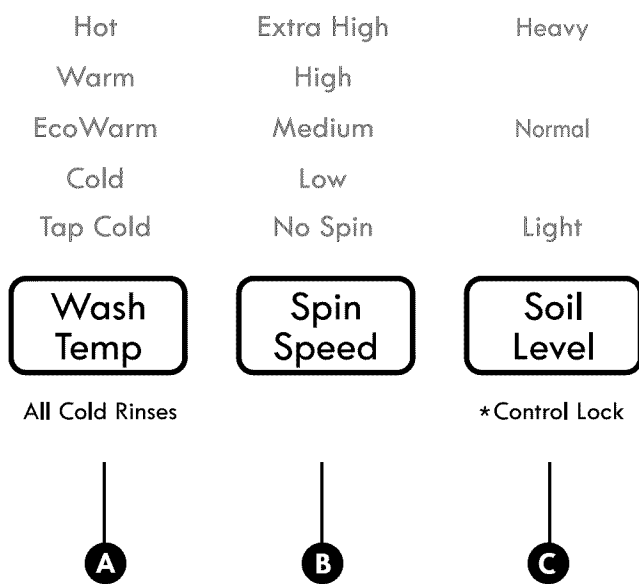 Hot Extra High Heavy
Warm High
EcoWarm Medium Normal
Cold Low
Tap Cold No Spin Light
Wash Spin Soil
Temp Speed Level
All Cold Rinses *Control Lock
A B C